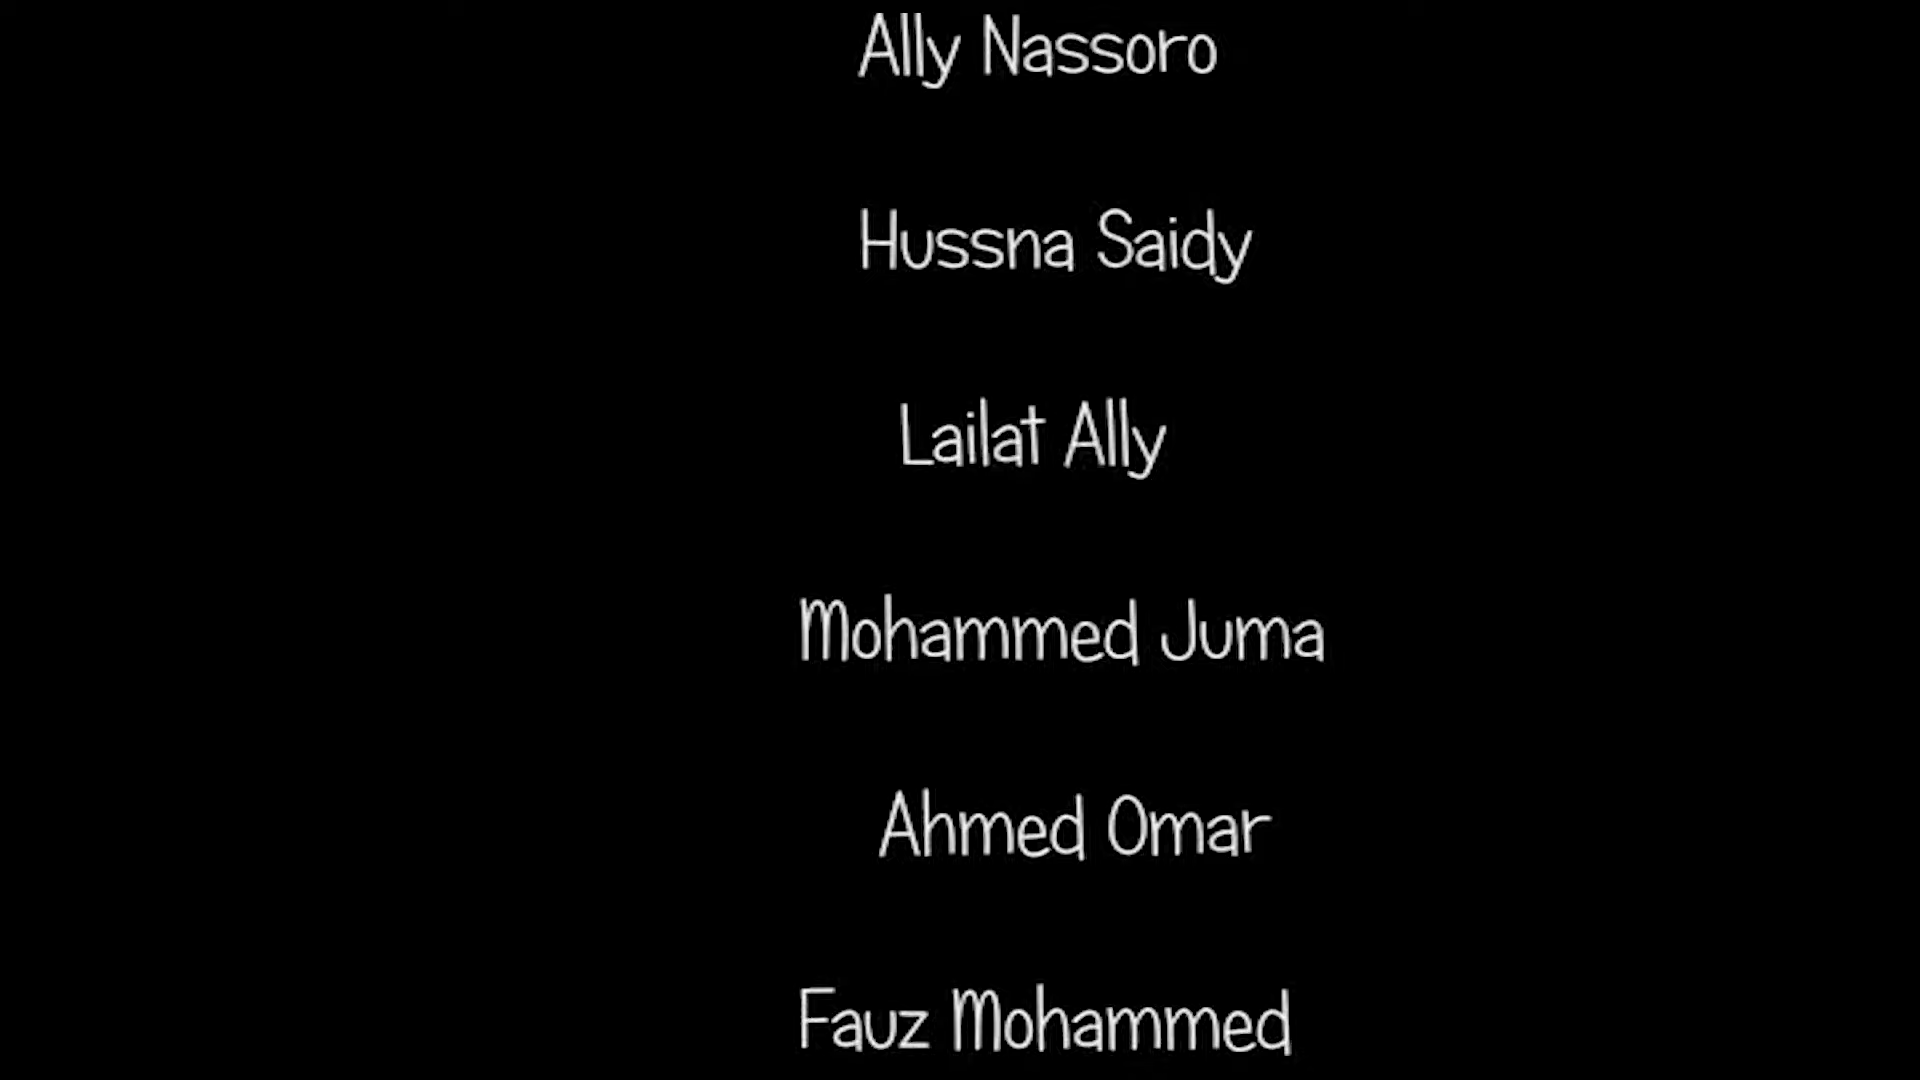 Ally Nassoro
Hussna Saidy
Lailat Ally
Mohammed Juma
Ahmed Omar
Fauz Mohammed